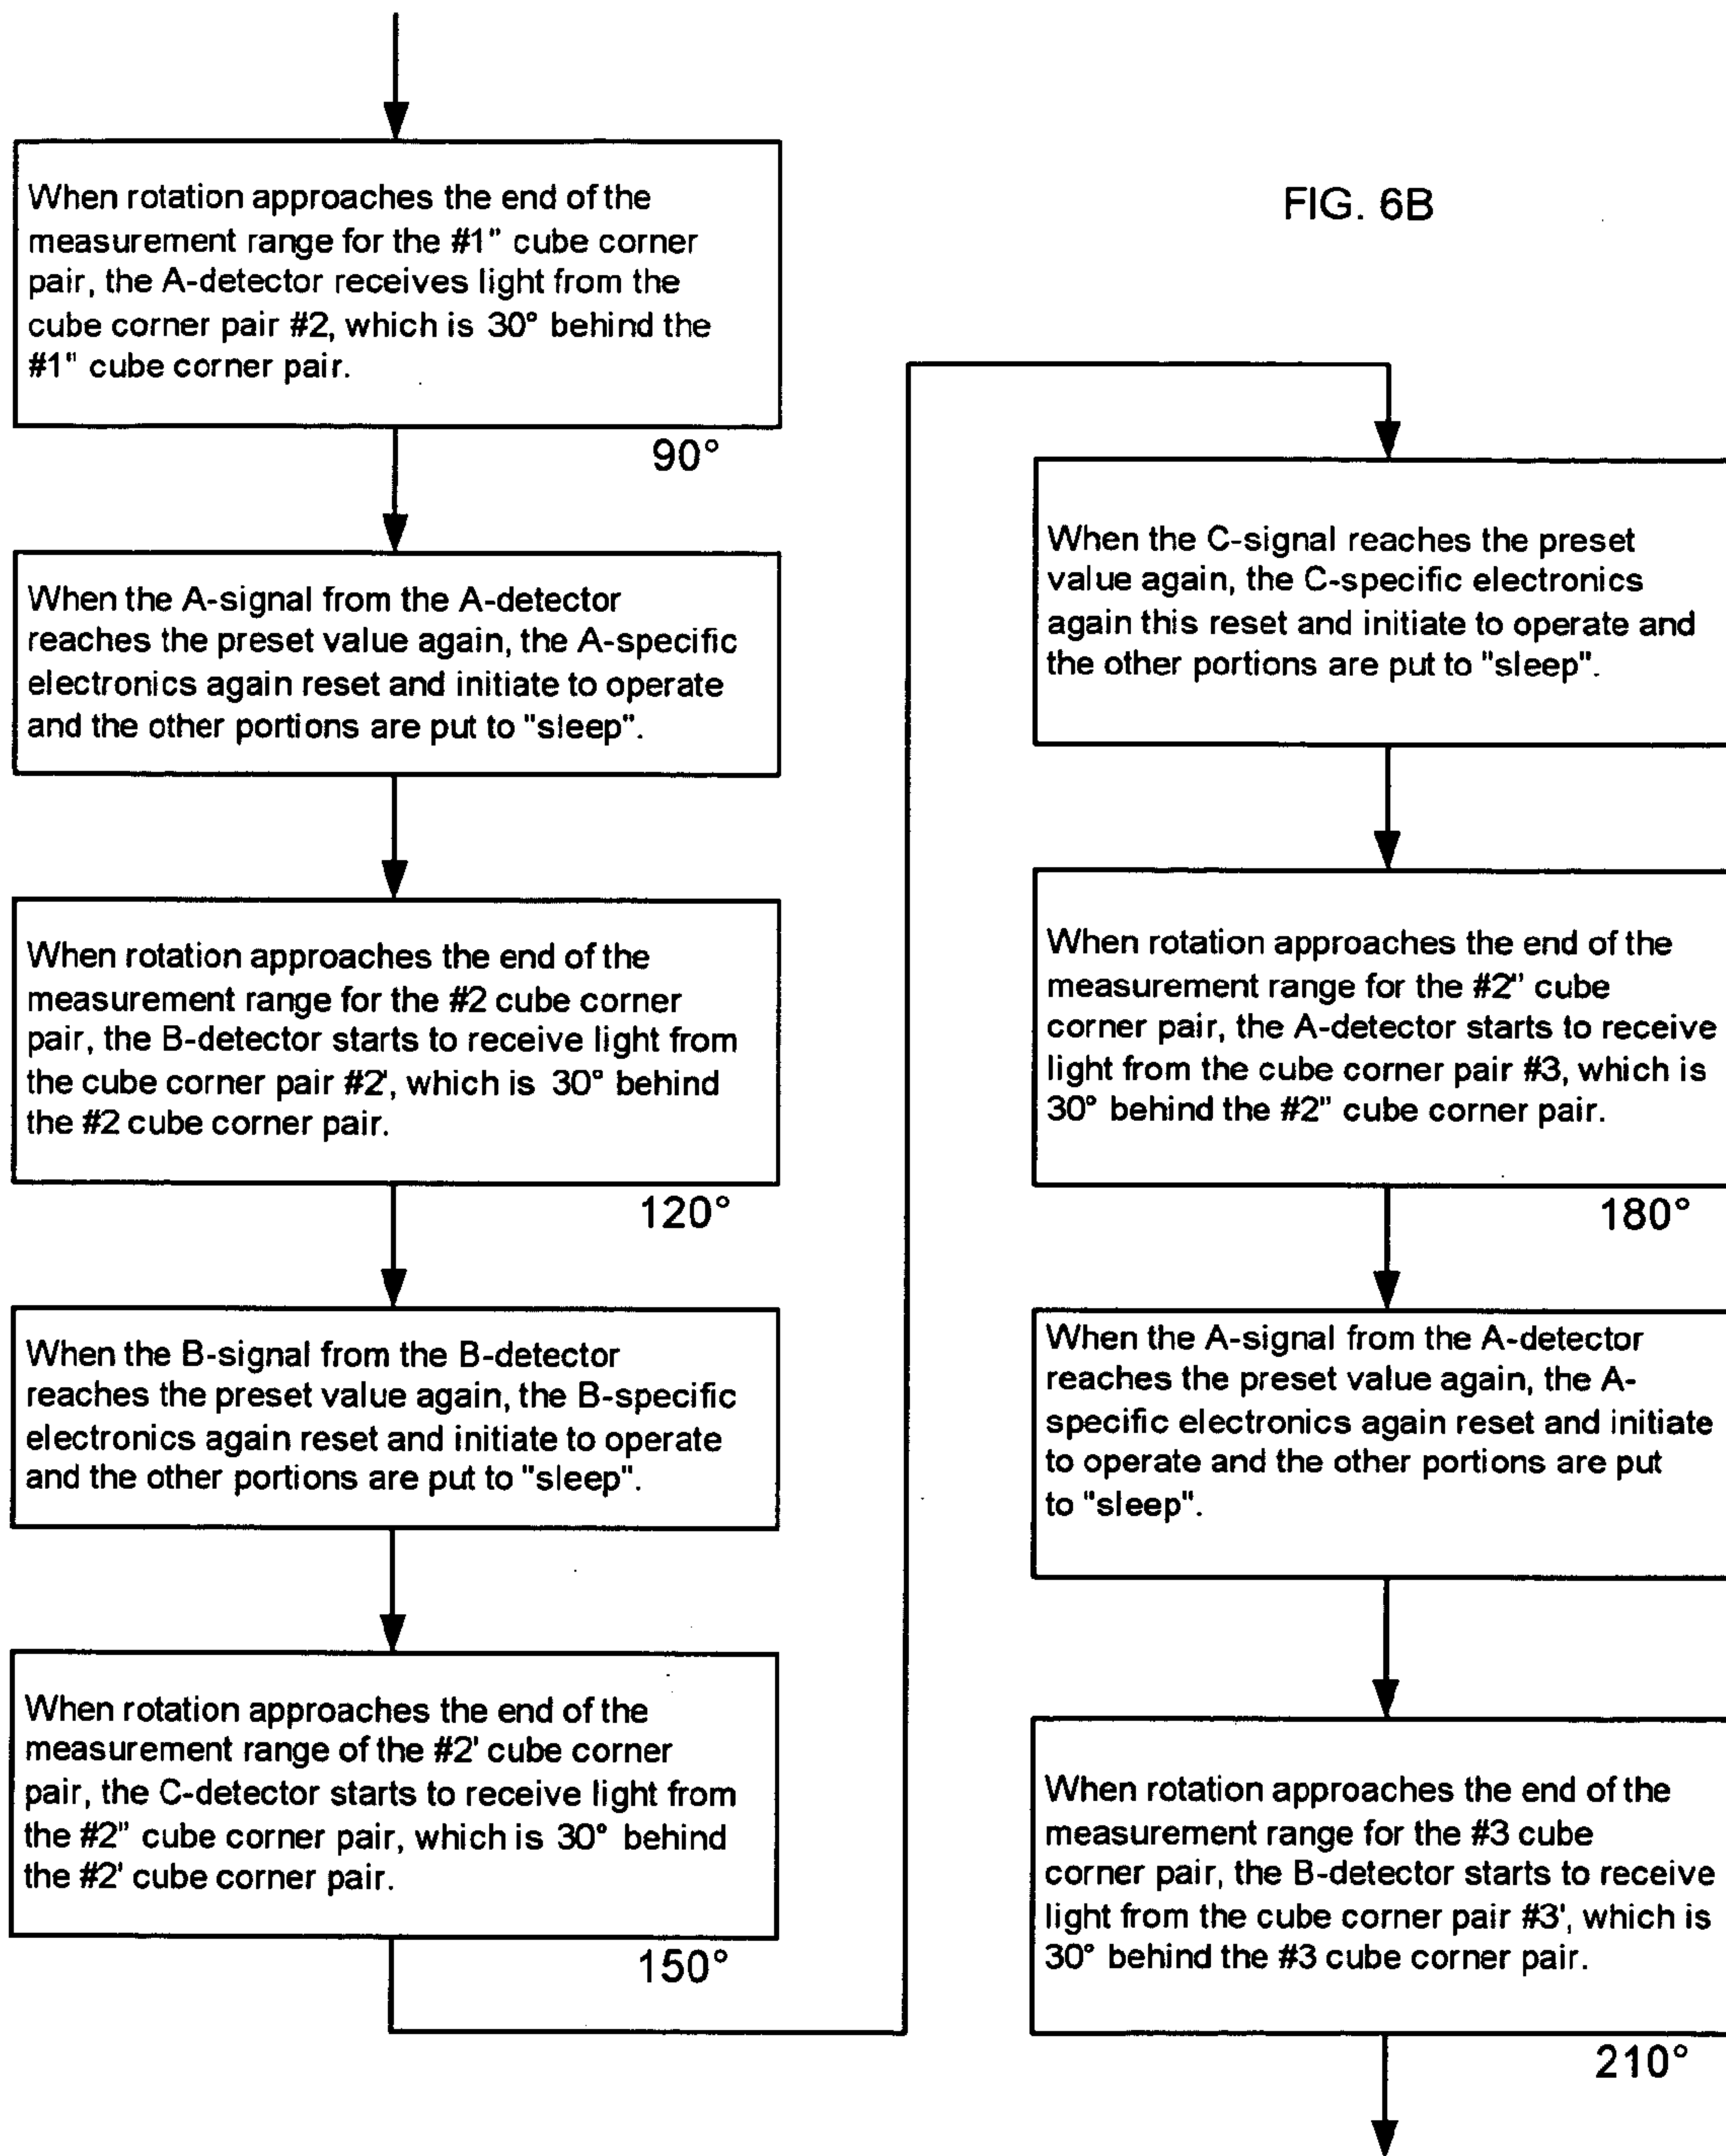 When rotation approaches the end of the
measurement range for the #1" cube corner
pair, the A-detector receives light from the
cube corner pair #2, which is 30° behind the
#1" cube corner pair.
90°
When the A-signal from the A-detector
reaches the preset value again, the A-specific
electronics again reset and initiate to operate
and the other portions are put to "sleep".
When rotation approaches the end of the
measurement range for the #2 cube corner
pair, the B-detector starts to receive light from
the cube corner pair #2', which is 30° behind
the #2 cube corner pair.
120°
When the B-signal from the B-detector
reaches the preset value again, the B-specific
electronics again reset and initiate to operate
and the other portions are put to "sleep".
When rotation approaches the end of the
measurement range of the #2' cube corner
pair, the C-detector starts to receive light from
the #2" cube corner pair, which is 30° behind
the #2' cube corner pair.
150°
FIG. 6B
When the C-signal reaches the preset
value again, the C-specific electronics
again this reset and initiate to operate and
the other portions are put to "sleep".
When rotation approaches the end of the
measurement range for the #2" cube
corner pair, the A-detector starts to receive
light from the cube corner pair #3, which is
30° behind the #2" cube corner pair.
180°
When the A-signal from the A-detector
reaches the preset value again, the A-
specific electronics again reset and initiate
to operate and the other portions are put
to "sleep".
When rotation approaches the end of the
measurement range for the #3 cube
corner pair, the B-detector starts to receive
light from the cube corner pair #3', which is
30° behind the #3 cube corner pair.
210°